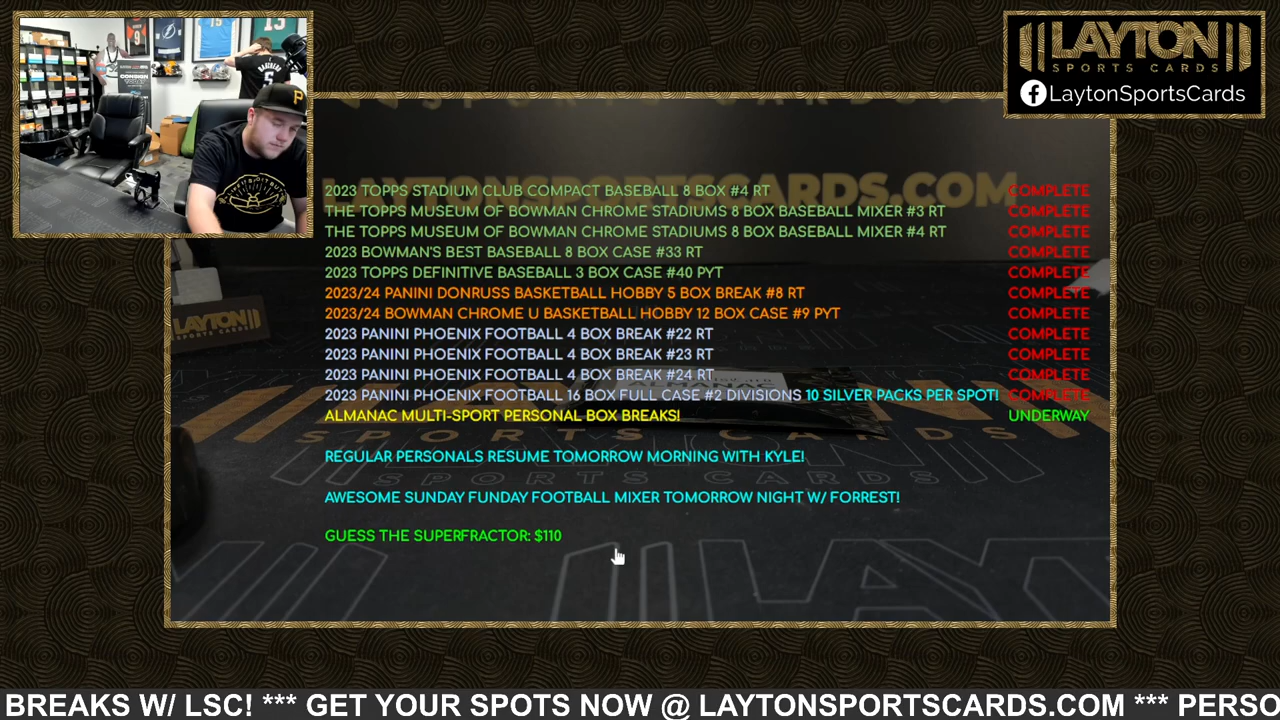 LAYTON
SPORTS CARDS
LaytonSportsCards
2023 TOPPS STADIUM CLUB COMPACT BASEBALL 8 BOX #4 RT COMPLETE
THE TOPPS MUSEUM OF BOWMAN CHROME STADIUMS 8 BOX BASEBALL MIXER #3 RT COMPLETE
THE TOPPS MUSEUM OF BOWMAN CHROME STADIUMS 8 BOX BASEBALL MIXER #4 RT COMPLETE
2023 BOWMAN'S BEST BASEBALL 8 BOX CASE #33 RT COMPLETE
2023 TOPPS DEFINITIVE BASEBALL 3 BOX CASE #40 PYT COMPLETE
2023/24 PANINI DONRUSS BASKETBALL HOBBY 5 BOX BREAK #8 RT COMPLETE
2023/24 BOWMAN CHROME U BASKETBALL HOBBY 12 BOX CASE #9 PYT COMPLETE
2023 PANINI PHOENIX FOOTBALL 4 BOX BREAK #22 RT COMPLETE
2023 PANINI PHOENIX FOOTBALL 4 BOX BREAK #23 RT COMPLETE
2023 PANINI PHOENIX FOOTBALL 4 BOX BREAK #24 RT COMPLETE
2023 PANINI PHOENIX FOOTBALL 16 BOX FULL CASE #2 DIVISIONS 10 SILVER PACKS PER SPOT! COMPLETE
ALMANAC MULTI-SPORT PERSONAL BOX BREAKS! UNDERWAY
REGULAR PERSONALS RESUME TOMORROW MORNING WITH KYLE!
AWESOME SUNDAY FUNDAY FOOTBALL MIXER TOMORROW NIGHT W/ FORREST!
GUESS THE SUPERFRACTOR: $110
SPORTS CARDS
BREAKS W/ LSC! *** GET YOUR SPOTS NOW @ LAYTONSPORTSCARDS.COM *** PERSO